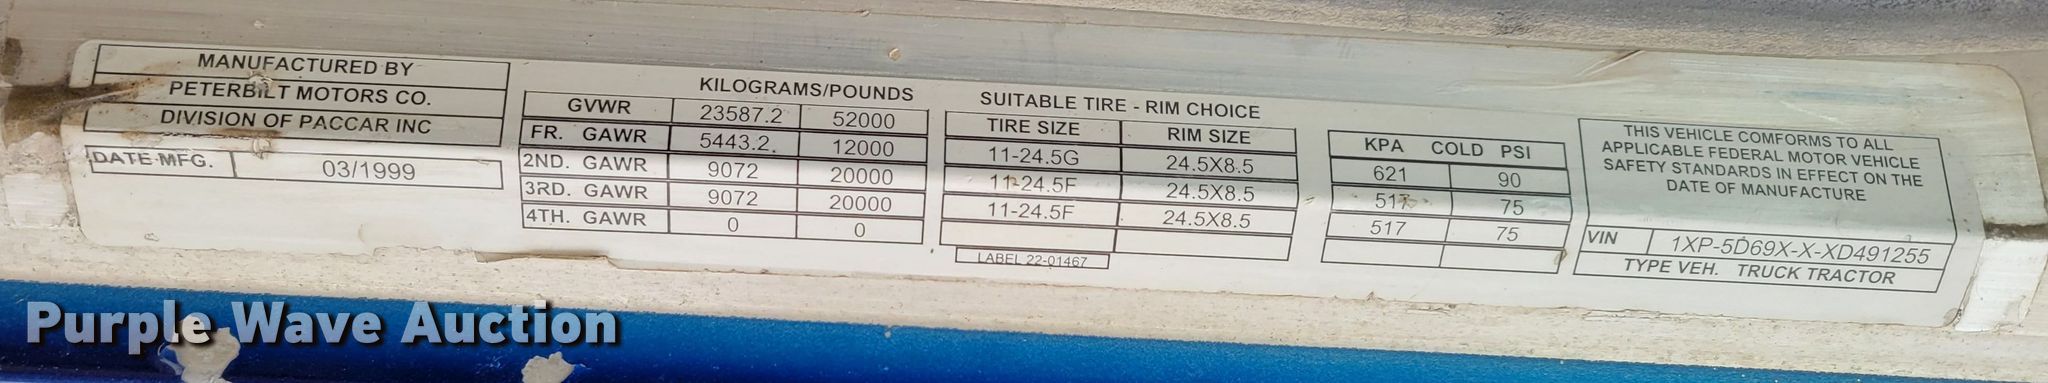 MANUFACTURED BY
PETERBILT MOTORS CO.
DIVISION OF PACCAR INC
DATE MFG. 03/1999
KILOGRAMS/POUNDS
GVWR 23587.2 52000
FR. GAWR 5443.2. 12000
2ND. GAWR 9072 20000
3RD. GAWR 9072 20000
4TH. GAWR 0 0
SUITABLE TIRE - RIM CHOICE
TIRE SIZE RIM SIZE
11-24.5G 24.5X8.5
11-24.5F 24.5X8.5
11-24.5F 24.5X8.5
LABEL 22-01467
KPA COLD PSI
621 90
517 75
517 75
THIS VEHICLE COMFORMS TO ALL
APPLICABLE FEDERAL MOTOR VEHICLE
SAFETY STANDARDS IN EFFECT ON THE
DATE OF MANUFACTURE
VIN 1XP-5D69X-X-XD491255
TYPE VEH. TRUCK TRACTOR
Purple Wave Auction